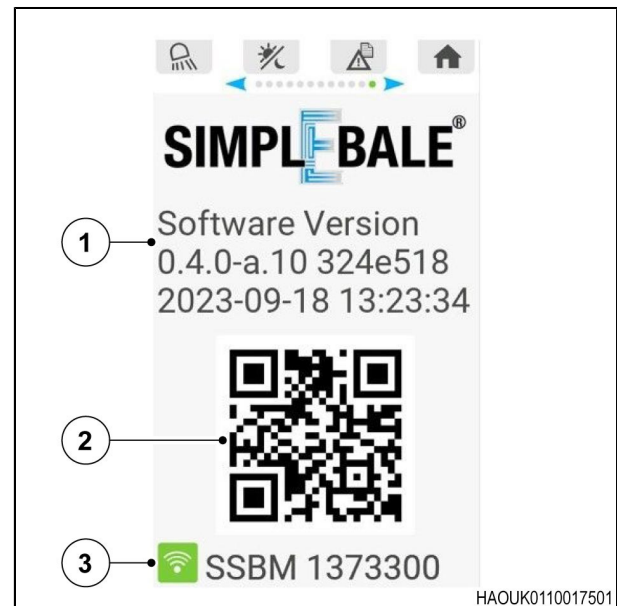 SIMPLEBALE®
1
Software Version
0.4.0-a.10 324e518
2023-09-18 13:23:34
2
3
SSBM 1373300
HAOUK0110017501